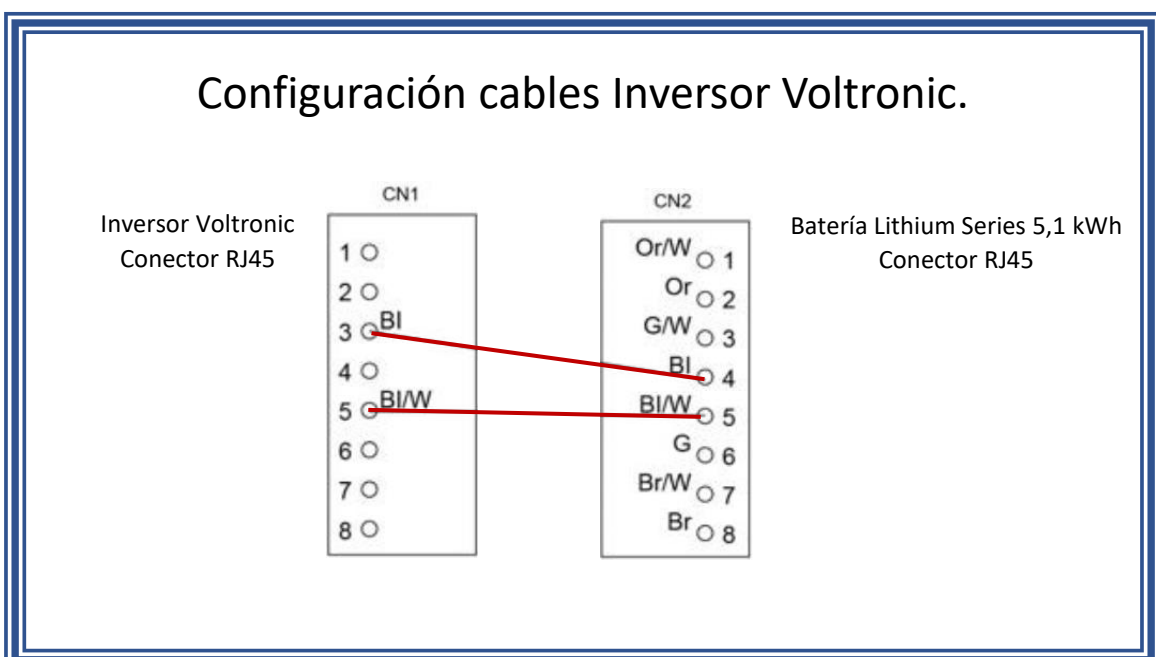 Configuración cables Inversor Voltronic.
CN1
CN2
Inversor Voltronic
Conector RJ45
Batería Lithium Series 5,1 kWh
Conector RJ45
1
2
3 Bl
4
5 Bl/W
6
7
8
Or/W 1
Or 2
G/W 3
Bl 4
Bl/W 5
G 6
Br/W 7
Br 8